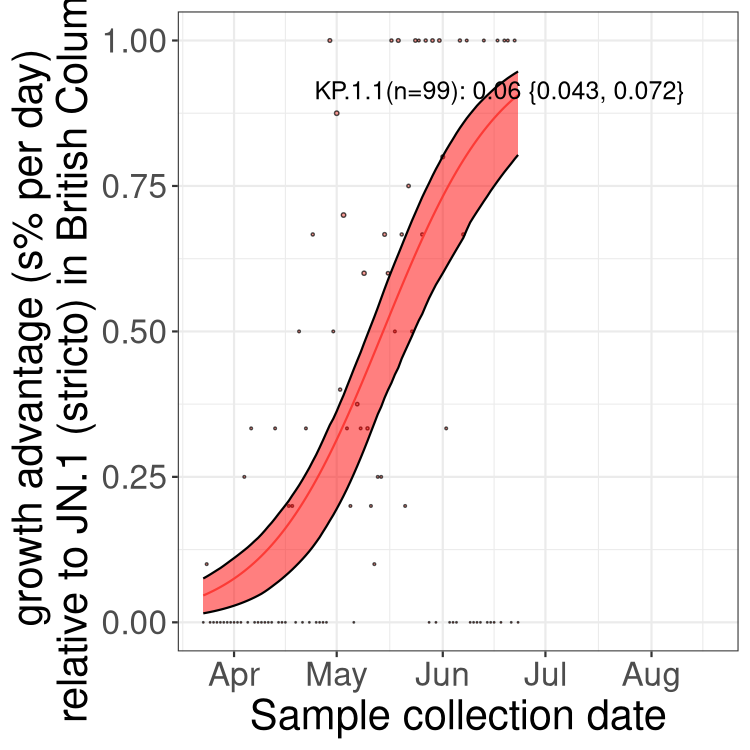 growth advantage (s% per day)
relative to JN.1 (stricto) in British Colum
1.00
0.75
0.50
0.25
0.00
KP.1.1(n=99): 0.06 {0.043, 0.072}
Apr May Jun Jul Aug
Sample collection date